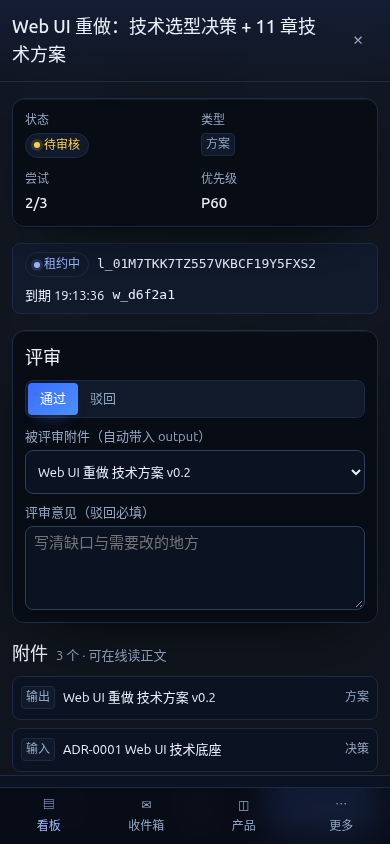 Web UI 重做：技术选型决策 + 11 章技
术方案
×
状态
类型
待审核
方案
尝试
优先级
2/3
P60
租约中 l_01M7TKK7TZ557VKBCF19Y5FXS2
到期 19:13:36 w_d6f2a1
评审
通过 驳回
被评审附件（自动带入 output）
Web UI 重做 技术方案 v0.2
评审意见（驳回必填）
写清缺口与需要改的地方
附件 3 个 · 可在线读正文
输出 Web UI 重做 技术方案 v0.2 方案
输入 ADR-0001 Web UI 技术底座 决策
看板 收件箱 产品 更多